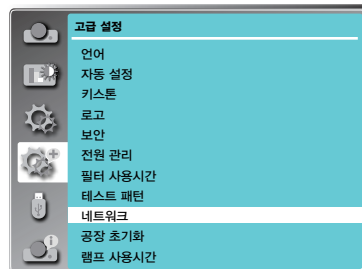 고급 설정
언어
자동 설정
키스톤
로고
보안
전원 관리
필터 사용시간
테스트 패턴
네트워크
공장 초기화
램프 사용시간